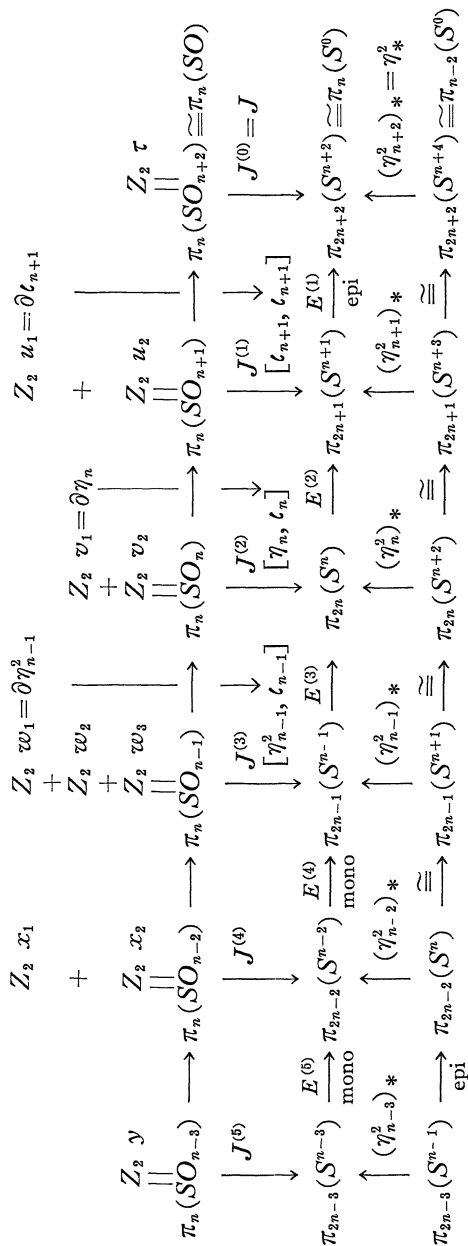 Z_2 u_1=∂ι_{n+1}
Z_2 w_1=∂η^2_{n-1}
Z_2 x_1 + Z_2 w_2 + Z_2 v_1=∂η_n +
Z_2 y Z_2 x_2 + Z_2 w_3 Z_2 v_2 Z_2 u_2 Z_2 τ
π_n(SO_{n-3}) → π_n(SO_{n-2}) → π_n(SO_{n-1}) → π_n(SO_n) → π_n(SO_{n+1}) → π_n(SO_{n+2})≅π_n(SO)
↓ J^{(5)} ↓ J^{(4)} ↓ J^{(3)} ↓ J^{(2)} ↓ J^{(1)} ↓ J^{(0)}=J
[η^2_{n-1}, ι_{n-1}] [η_n, ι_n] [ι_{n+1}, ι_{n+1}]
E^{(5)} E^{(4)} E^{(3)} E^{(2)} E^{(1)}
π_{2n-3}(S^{n-3}) → π_{2n-2}(S^{n-2}) → π_{2n-1}(S^{n-1}) → π_{2n}(S^n) → π_{2n+1}(S^{n+1}) → π_{2n+2}(S^{n+2})≅π_n(S^0)
mono mono epi
↑ (η^2_{n-3})_* ↑ (η^2_{n-2})_* ↑ (η^2_{n-1})_* ↑ (η^2_n)_* ↑ (η^2_{n+1})_* ↑ (η^2_{n+2})_*=η^2_*
≅ ≅ ≅ ≅
π_{2n-3}(S^{n-1}) → π_{2n-2}(S^n) → π_{2n-1}(S^{n+1}) → π_{2n}(S^{n+2}) → π_{2n+1}(S^{n+3}) → π_{2n+2}(S^{n+4})≅π_{n-2}(S^0)
epi